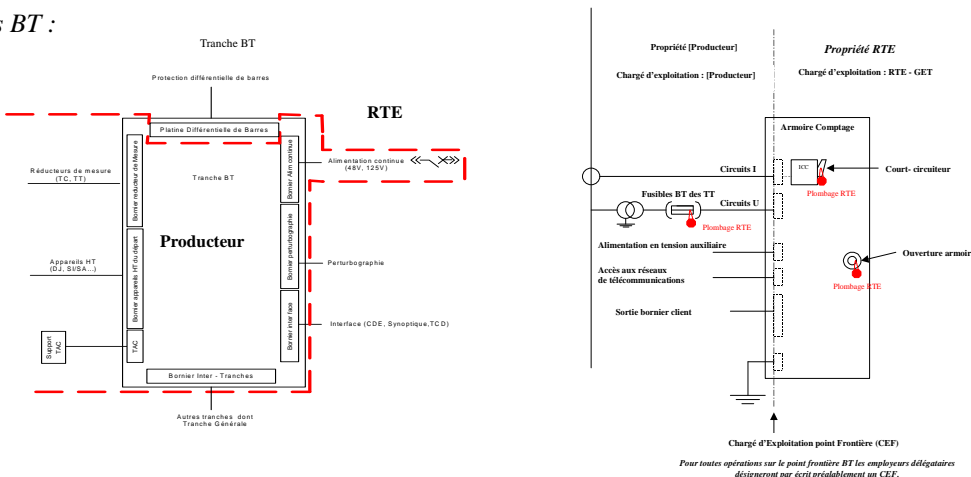 s BT :
Tranche BT
Protection différentielle de barres
RTE
Platine Différentielle de Barres
Bornier réducteur de Mesure
Tranche BT
Bornier Alim continue
Alimentation continue
(48V, 125V)
Réducteurs de mesure
(TC, TT)
Producteur
Bornier appareils HT du départ
Bornier perturbographie
Appareils HT
(DJ, SI/SA...)
Perturbographie
Bornier inter face
Interface (CDE, Synoptique,TCD)
Support
TAC
TAC
Bornier Inter - Tranches
Autres tranches dont
Tranche Générale
Propriété [Producteur]
Propriété RTE
Chargé d'exploitation : [Producteur]
Chargé d'exploitation : RTE - GET
Armoire Comptage
Circuits I
ICC
Court- circuiteur
Plombage RTE
Fusibles BT des TT
Circuits U
Plombage RTE
Alimentation en tension auxiliaire
Ouverture armoir
Accès aux réseaux
de télécommunications
Plombage RTE
Sortie bornier client
Chargé d'Exploitation point Frontière (CEF)
Pour toutes opérations sur le point frontière BT les employeurs délégataires
désigneront par écrit préalablement un CEF.